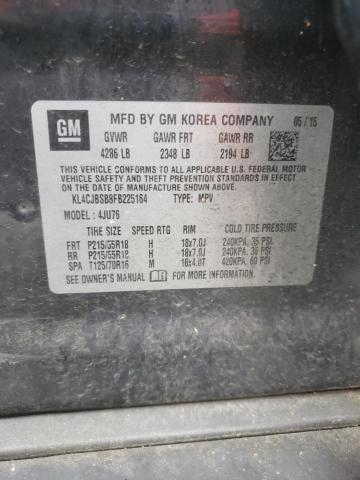 GM
MFD BY GM KOREA COMPANY 05/15
GVWR GAWR FRT GAWR RR
4286 LB 2348 LB 2194 LB
THIS VEHICLE CONFORMS TO ALL APPLICABLE U.S. FEDERAL MOTOR
VEHICLE SAFETY AND THEFT PREVENTION STANDARDS IN EFFECT ON
THE DATE OF MANUFACTURE SHOWN ABOVE.
KL4CJBSB8FB225164 TYPE: MPV
MODEL: 4JU76
TIRE SIZE SPEED RTG RIM COLD TIRE PRESSURE
FRT P215/55R18 H 18x7.0J 240KPA, 35 PSI
RR P215/55R18 H 18x7.0J 240KPA, 35 PSI
SPA T125/70R16 M 16x4.0T 420KPA, 60 PSI
SEE OWNER'S MANUAL FOR ADDITIONAL INFORMATION